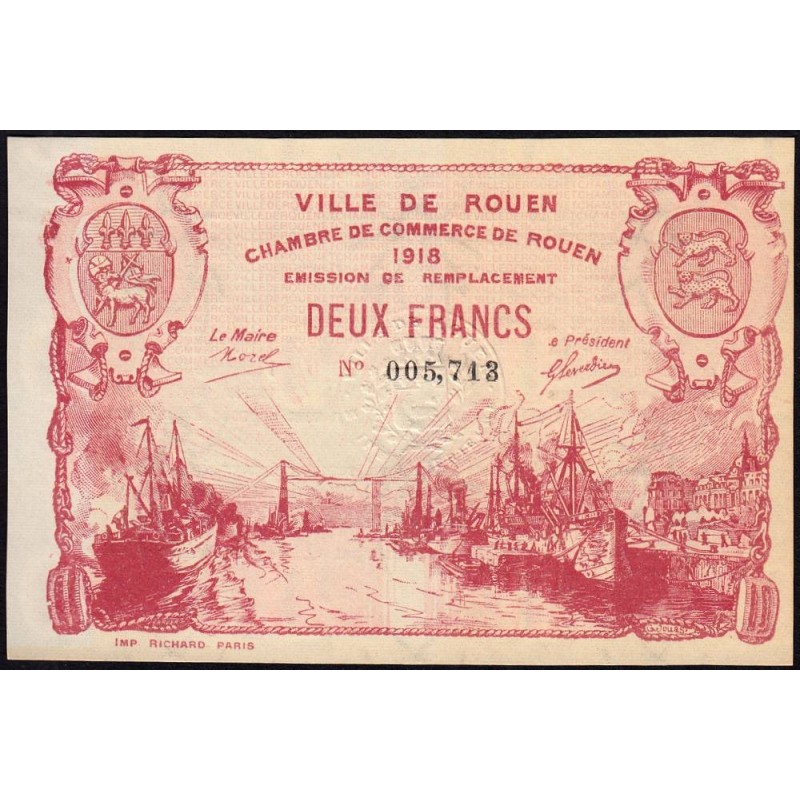 VILLE DE ROUEN
CHAMBRE DE COMMERCE DE ROUEN
1918
EMISSION DE REMPLACEMENT
DEUX FRANCS
Le Maire
e Président
Morel
No 005,713
IMP RICHARD PARIS